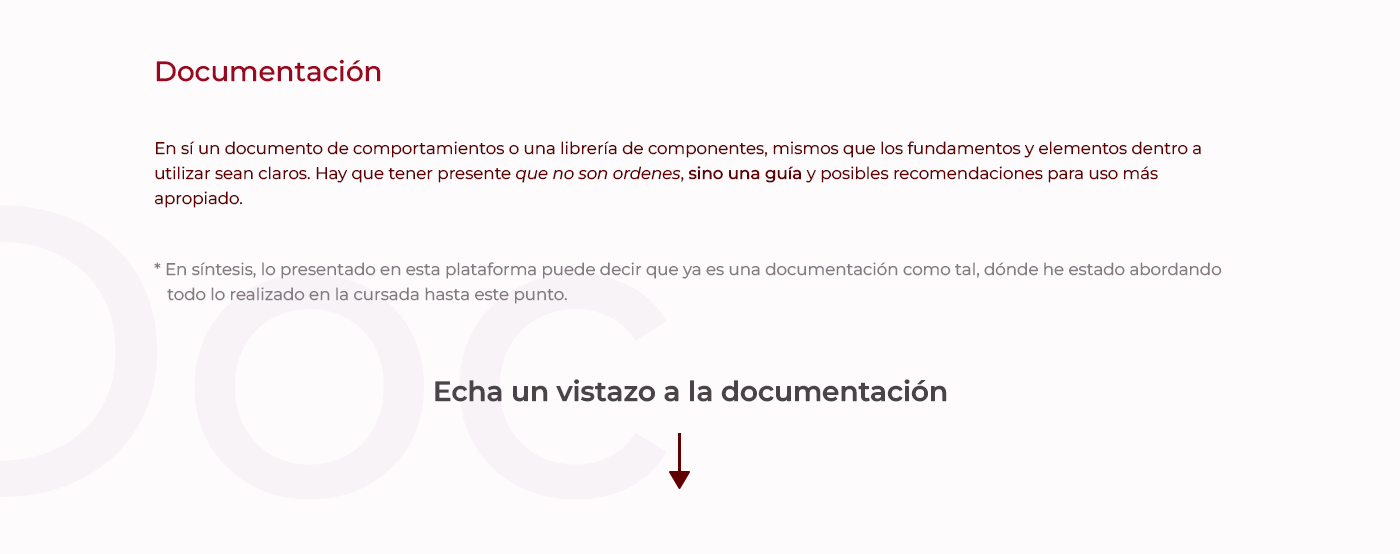 Documentación
En sí un documento de comportamientos o una librería de componentes, mismos que los fundamentos y elementos dentro a
utilizar sean claros. Hay que tener presente que no son ordenes, sino una guía y posibles recomendaciones para uso más
apropiado.
* En síntesis, lo presentado en esta plataforma puede decir que ya es una documentación como tal, dónde he estado abordando
todo lo realizado en la cursada hasta este punto.
Doc
Echa un vistazo a la documentación